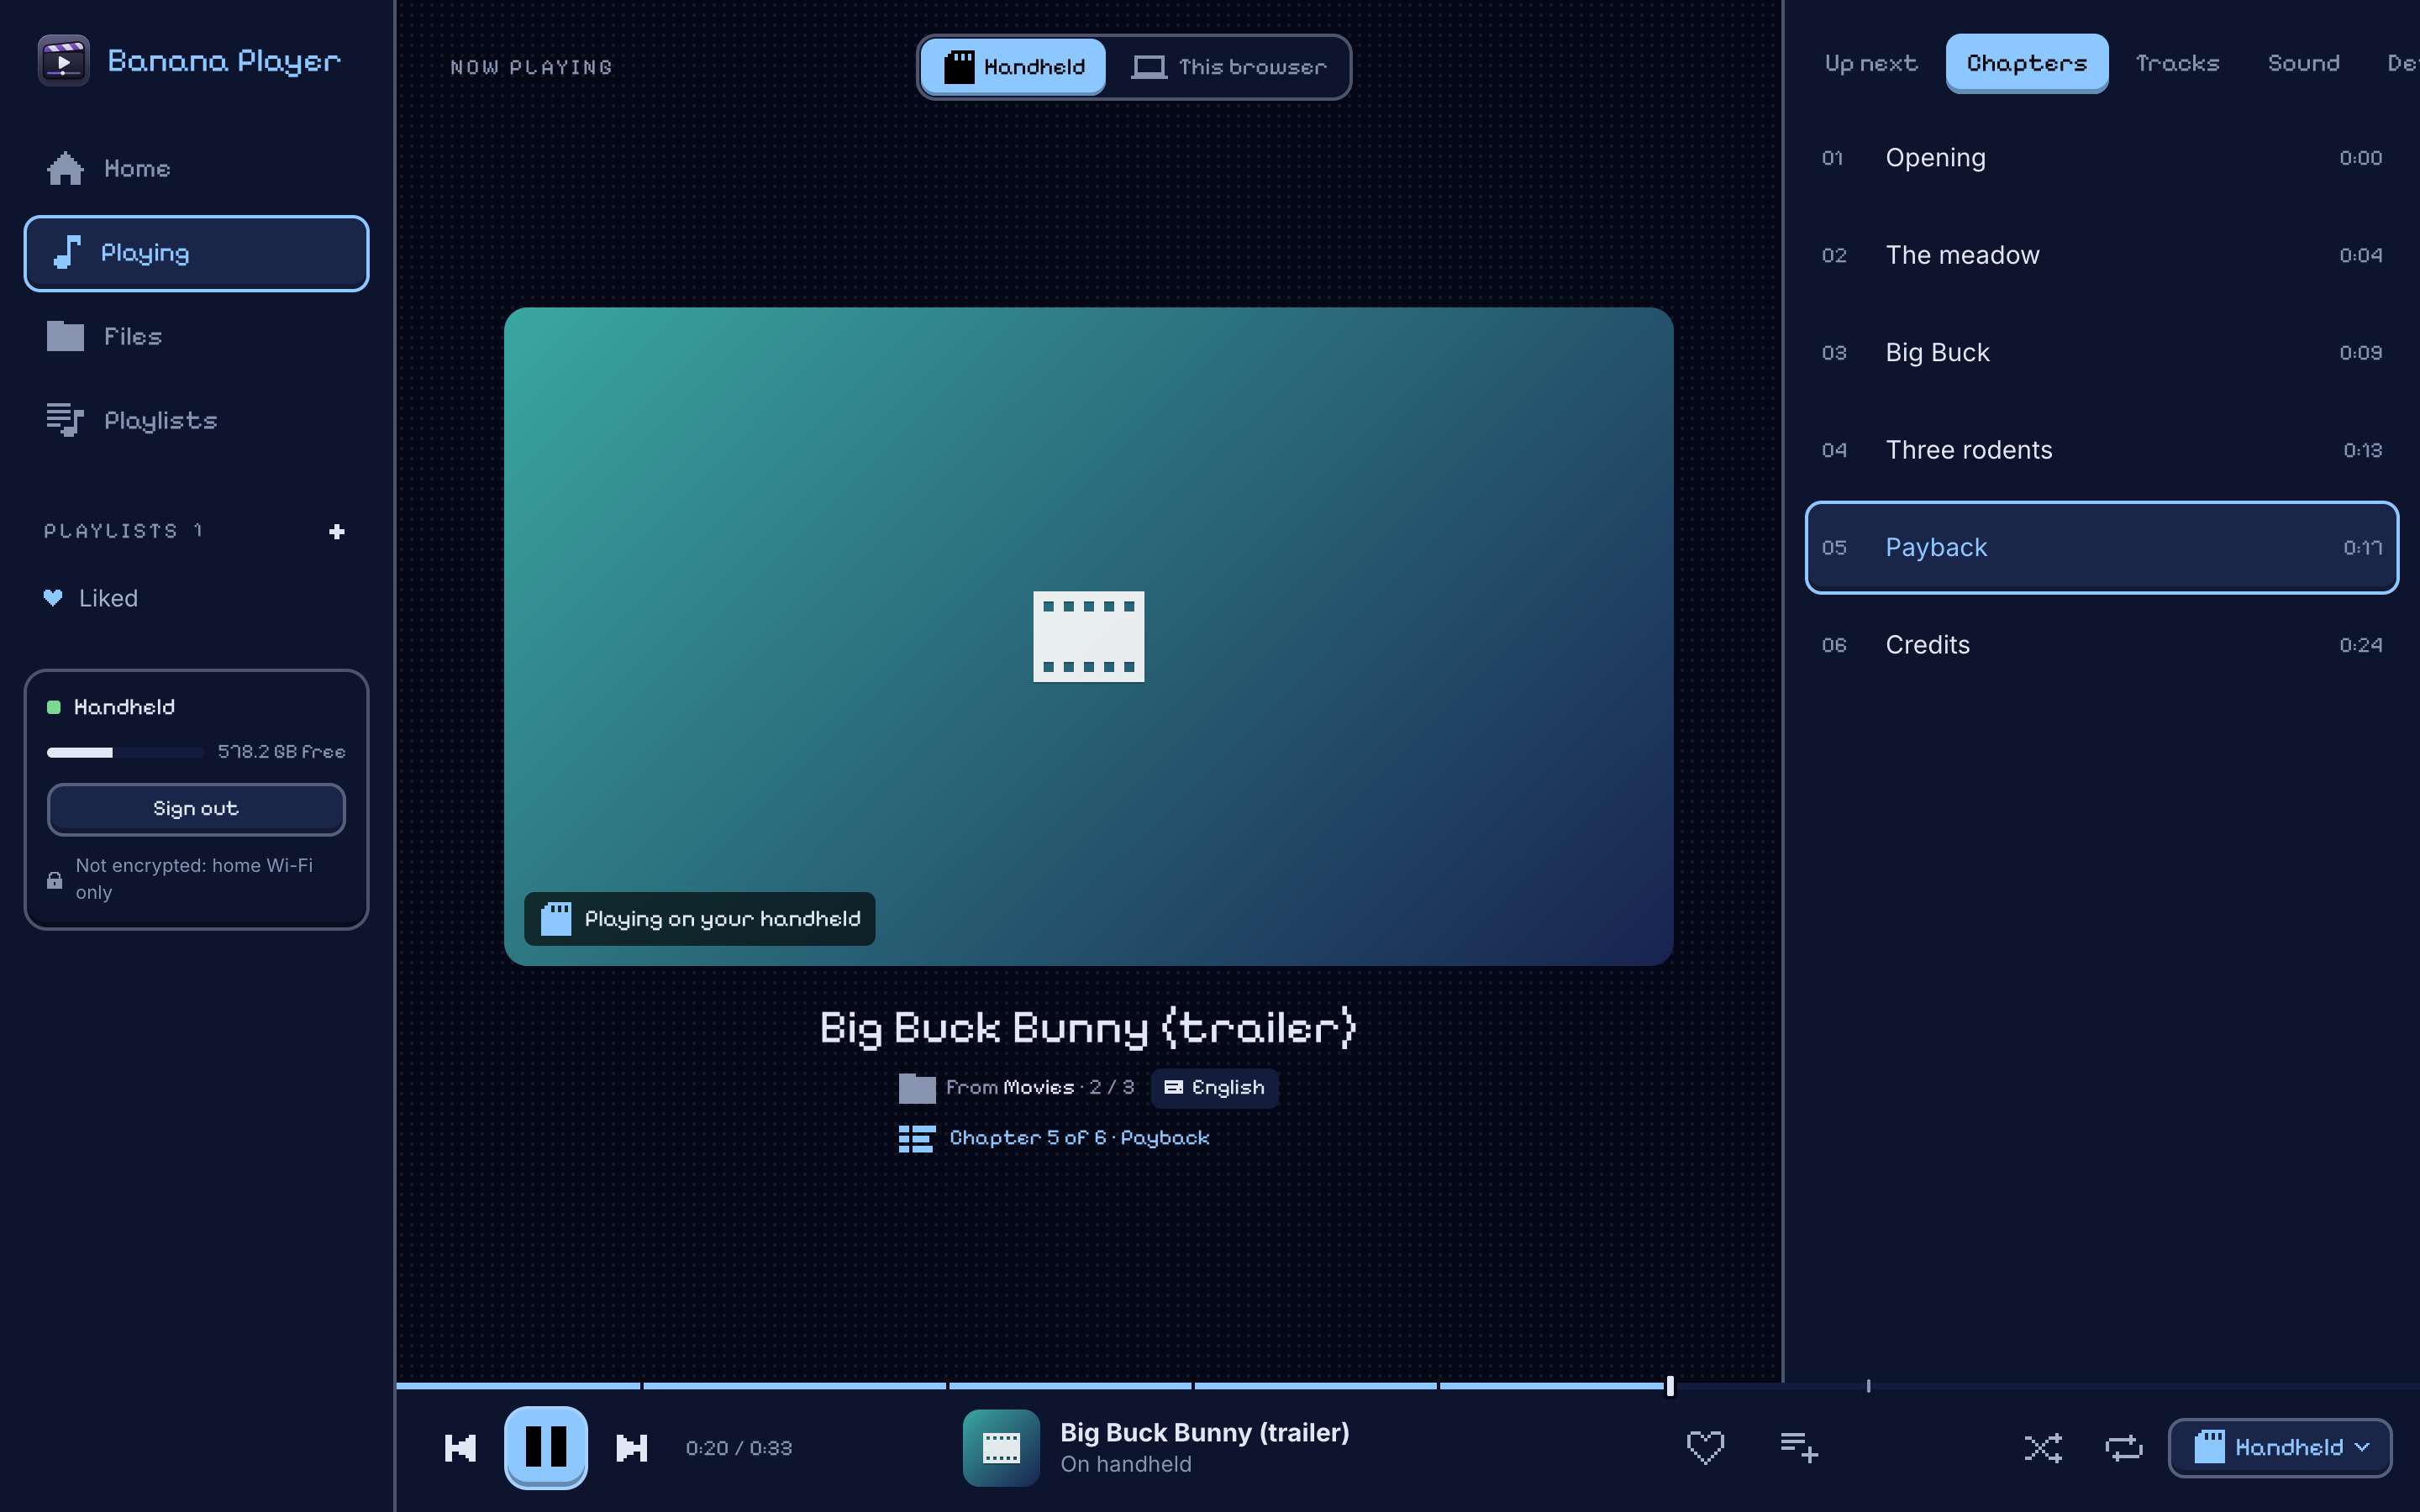 Banana Player
Home
Playing
Files
Playlists
PLAYLISTS 1
Liked
Handheld
578.2 GB free
Sign out
Not encrypted: home Wi-Fi
only
NOW PLAYING
Handheld
This browser
Playing on your handheld
Big Buck Bunny (trailer)
From Movies · 2 / 3
English
Chapter 5 of 6 · Payback
Up next
Chapters
Tracks
Sound
01 Opening 0:00
02 The meadow 0:04
03 Big Buck 0:09
04 Three rodents 0:13
05 Payback 0:17
06 Credits 0:24
0:20 / 0:33
Big Buck Bunny (trailer)
On handheld
Handheld